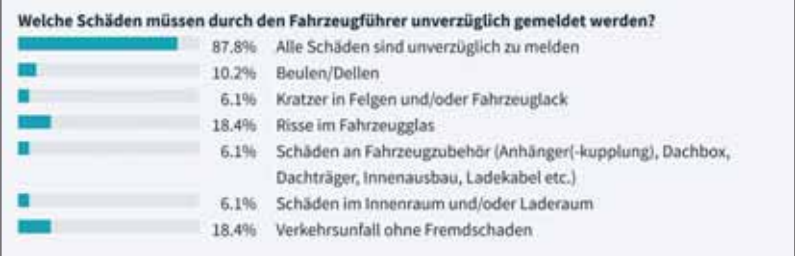 Welche Schäden müssen durch den Fahrzeugführer unverzüglich gemeldet werden?
87.8% Alle Schäden sind unverzüglich zu melden
10.2% Beulen/Dellen
6.1% Kratzer in Felgen und/oder Fahrzeuglack
18.4% Risse im Fahrzeugglas
6.1% Schäden an Fahrzeugzubehör (Anhänger(-kupplung), Dachbox,
Dachträger, Innenausbau, Ladekabel etc.)
6.1% Schäden im Innenraum und/oder Laderaum
18.4% Verkehrsunfall ohne Fremdschaden